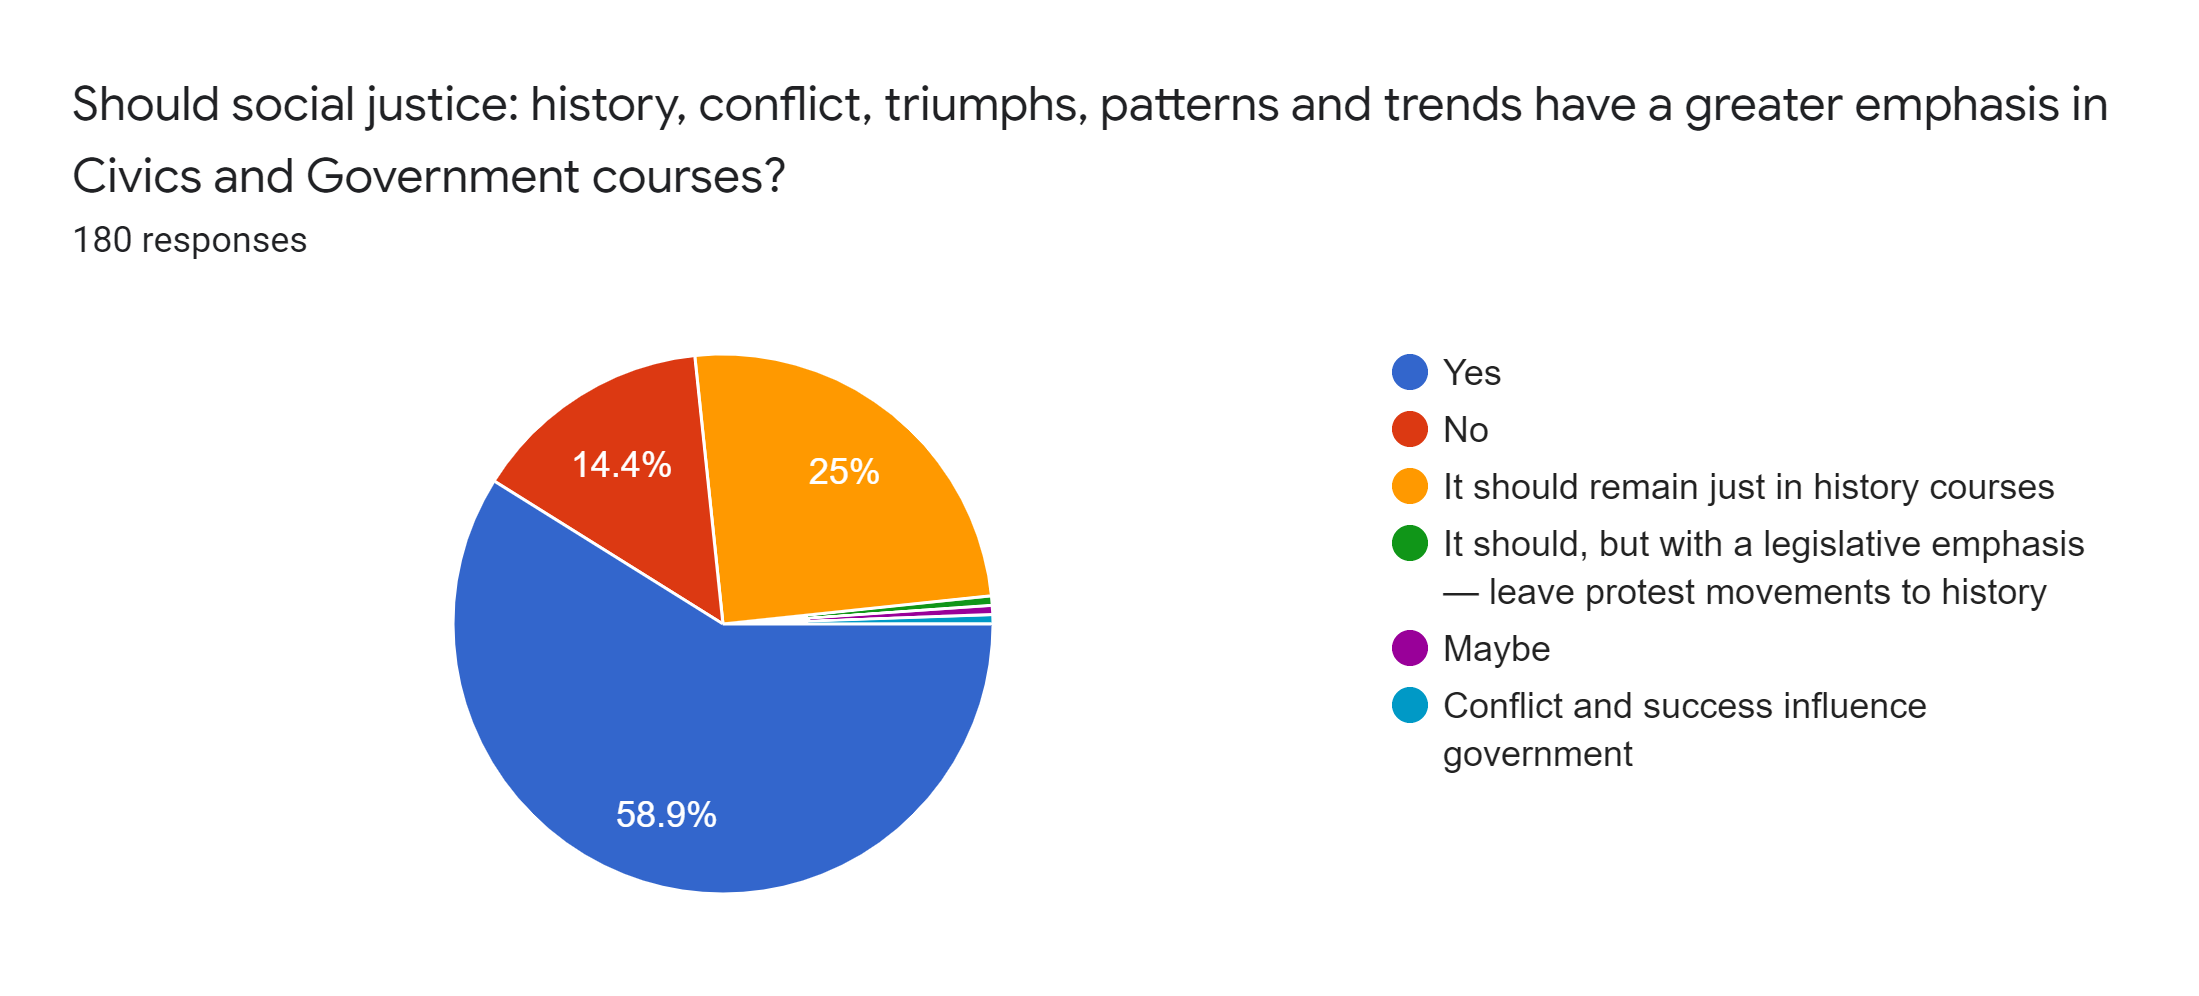 Should social justice: history, conflict, triumphs, patterns and trends have a greater emphasis in
Civics and Government courses?
180 responses
14.4%
25%
58.9%
Yes
No
It should remain just in history courses
It should, but with a legislative emphasis
— leave protest movements to history
Maybe
Conflict and success influence
government